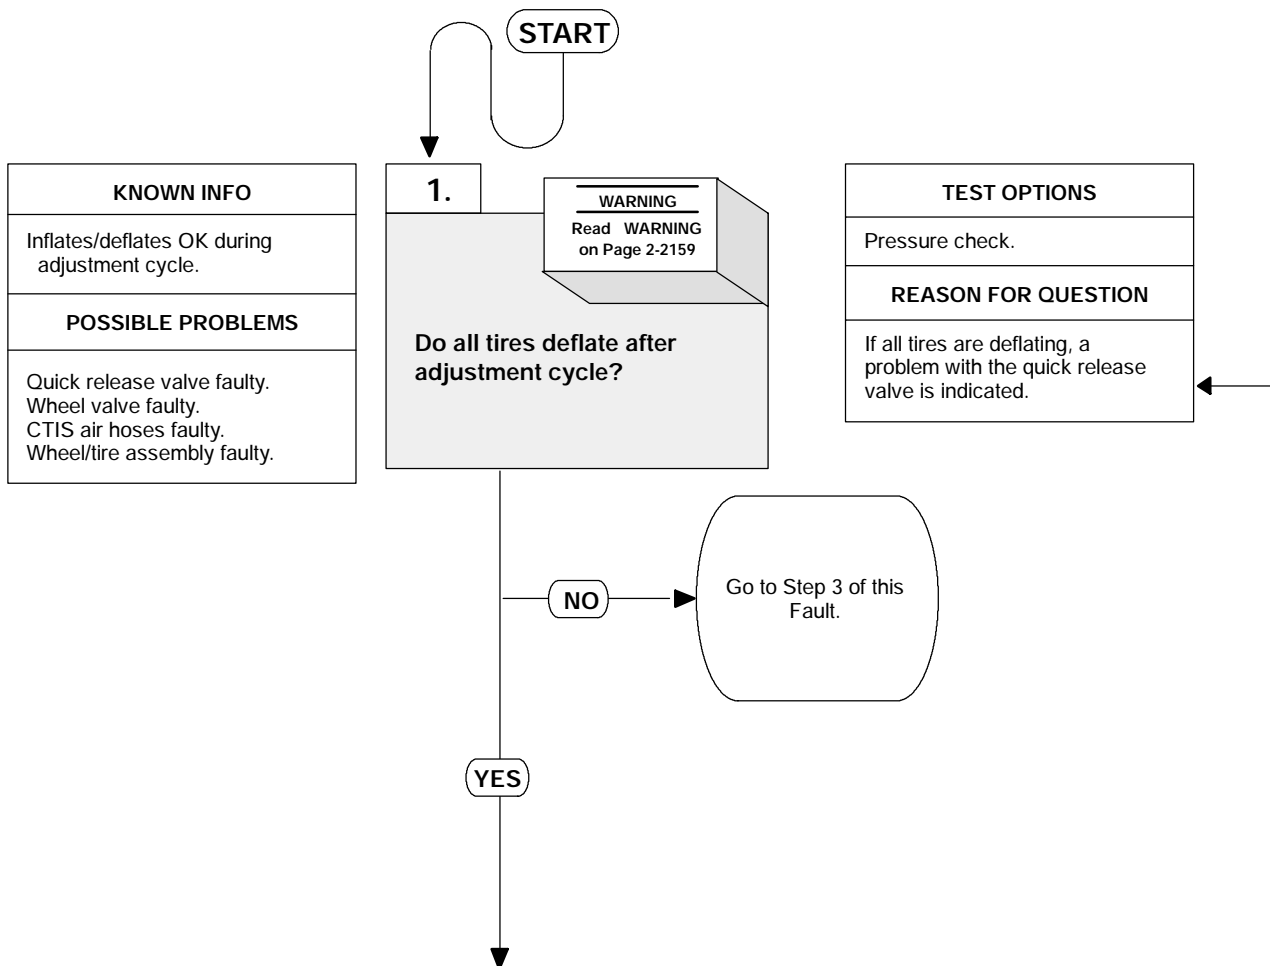 START
KNOWN INFO
Inflates/deflates OK during
adjustment cycle.
POSSIBLE PROBLEMS
Quick release valve faulty.
Wheel valve faulty.
CTIS air hoses faulty.
Wheel/tire assembly faulty.
1.
WARNING
Read WARNING
on Page 2-2159
Do all tires deflate after
adjustment cycle?
TEST OPTIONS
Pressure check.
REASON FOR QUESTION
If all tires are deflating, a
problem with the quick release
valve is indicated.
NO
Go to Step 3 of this
Fault.
YES